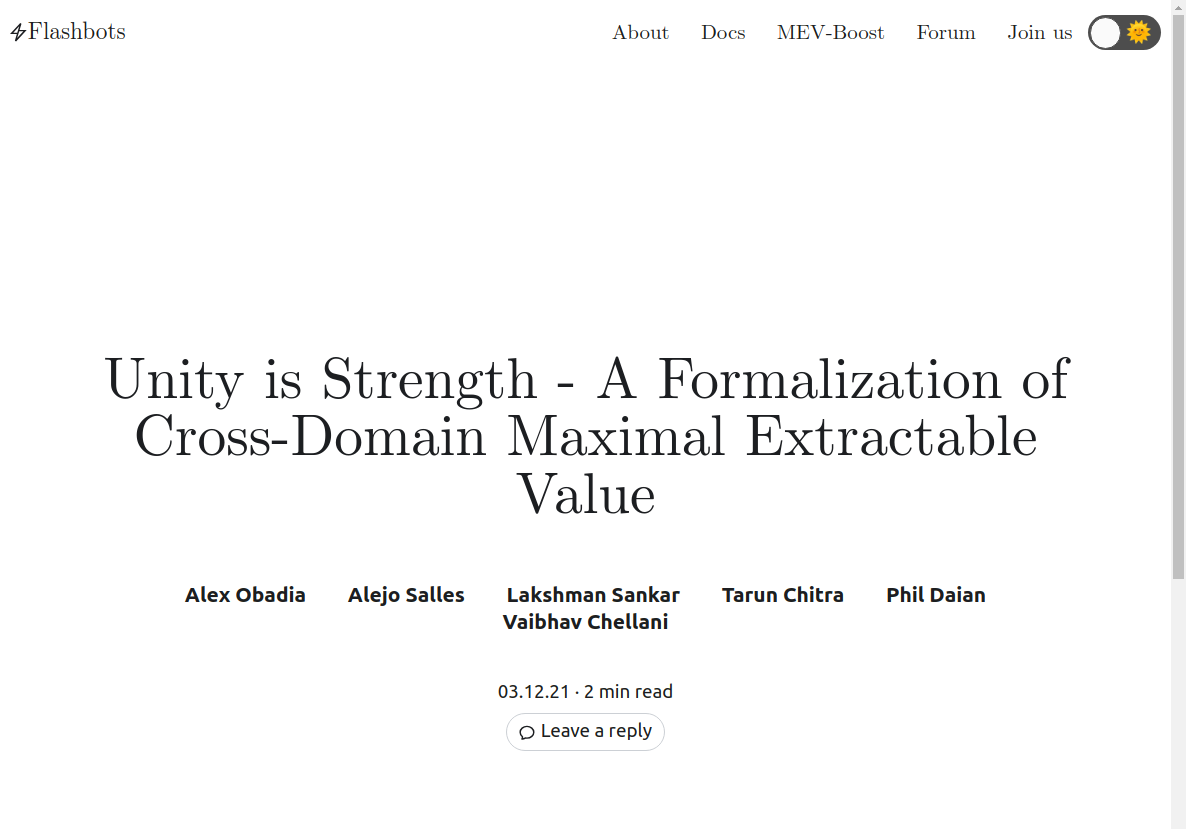 Flashbots
About Docs MEV-Boost Forum Join us
Unity is Strength - A Formalization of
Cross-Domain Maximal Extractable
Value
Alex Obadia Alejo Salles Lakshman Sankar Tarun Chitra Phil Daian
Vaibhav Chellani
03.12.21 · 2 min read
Leave a reply